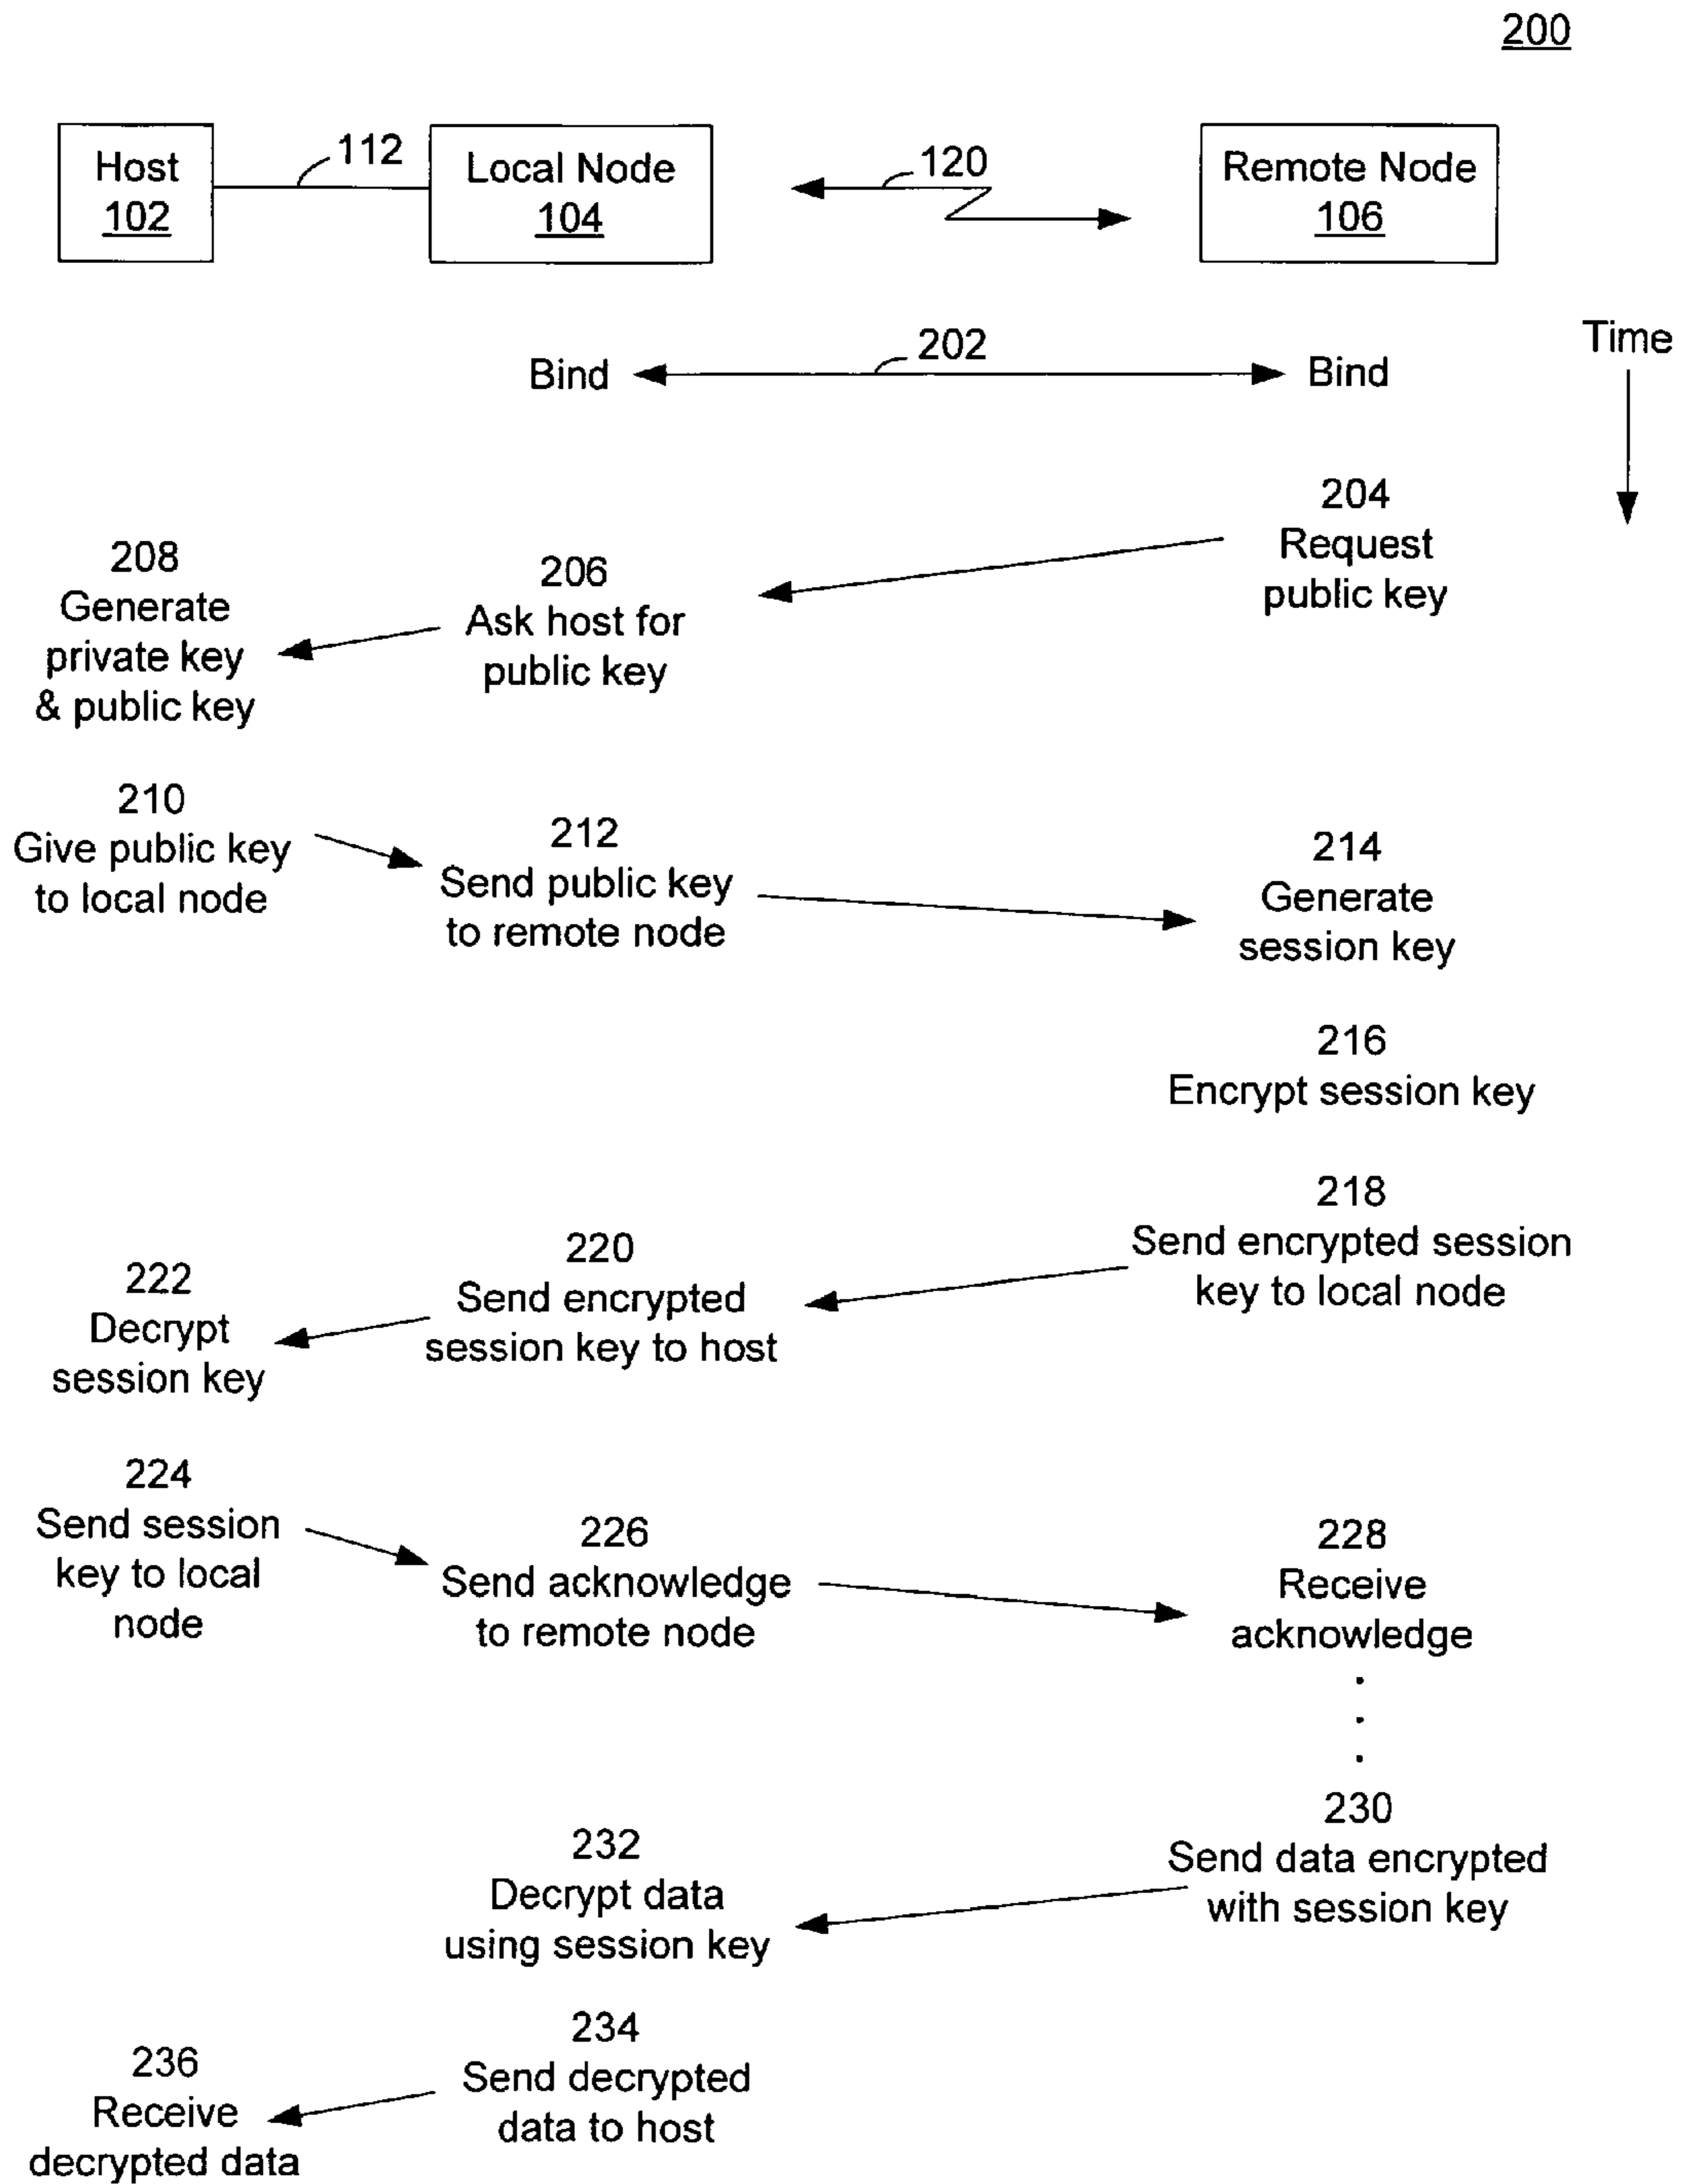 200
Host
102
112
Local Node
104
120
Remote Node
106
Time
Bind
202
Bind
204
Request
public key
206
Ask host for
public key
208
Generate
private key
& public key
210
Give public key
to local node
212
Send public key
to remote node
214
Generate
session key
216
Encrypt session key
218
Send encrypted session
key to local node
220
Send encrypted
session key to host
222
Decrypt
session key
224
Send session
key to local
node
226
Send acknowledge
to remote node
228
Receive
acknowledge
230
Send data encrypted
with session key
232
Decrypt data
using session key
234
Send decrypted
data to host
236
Receive
decrypted data